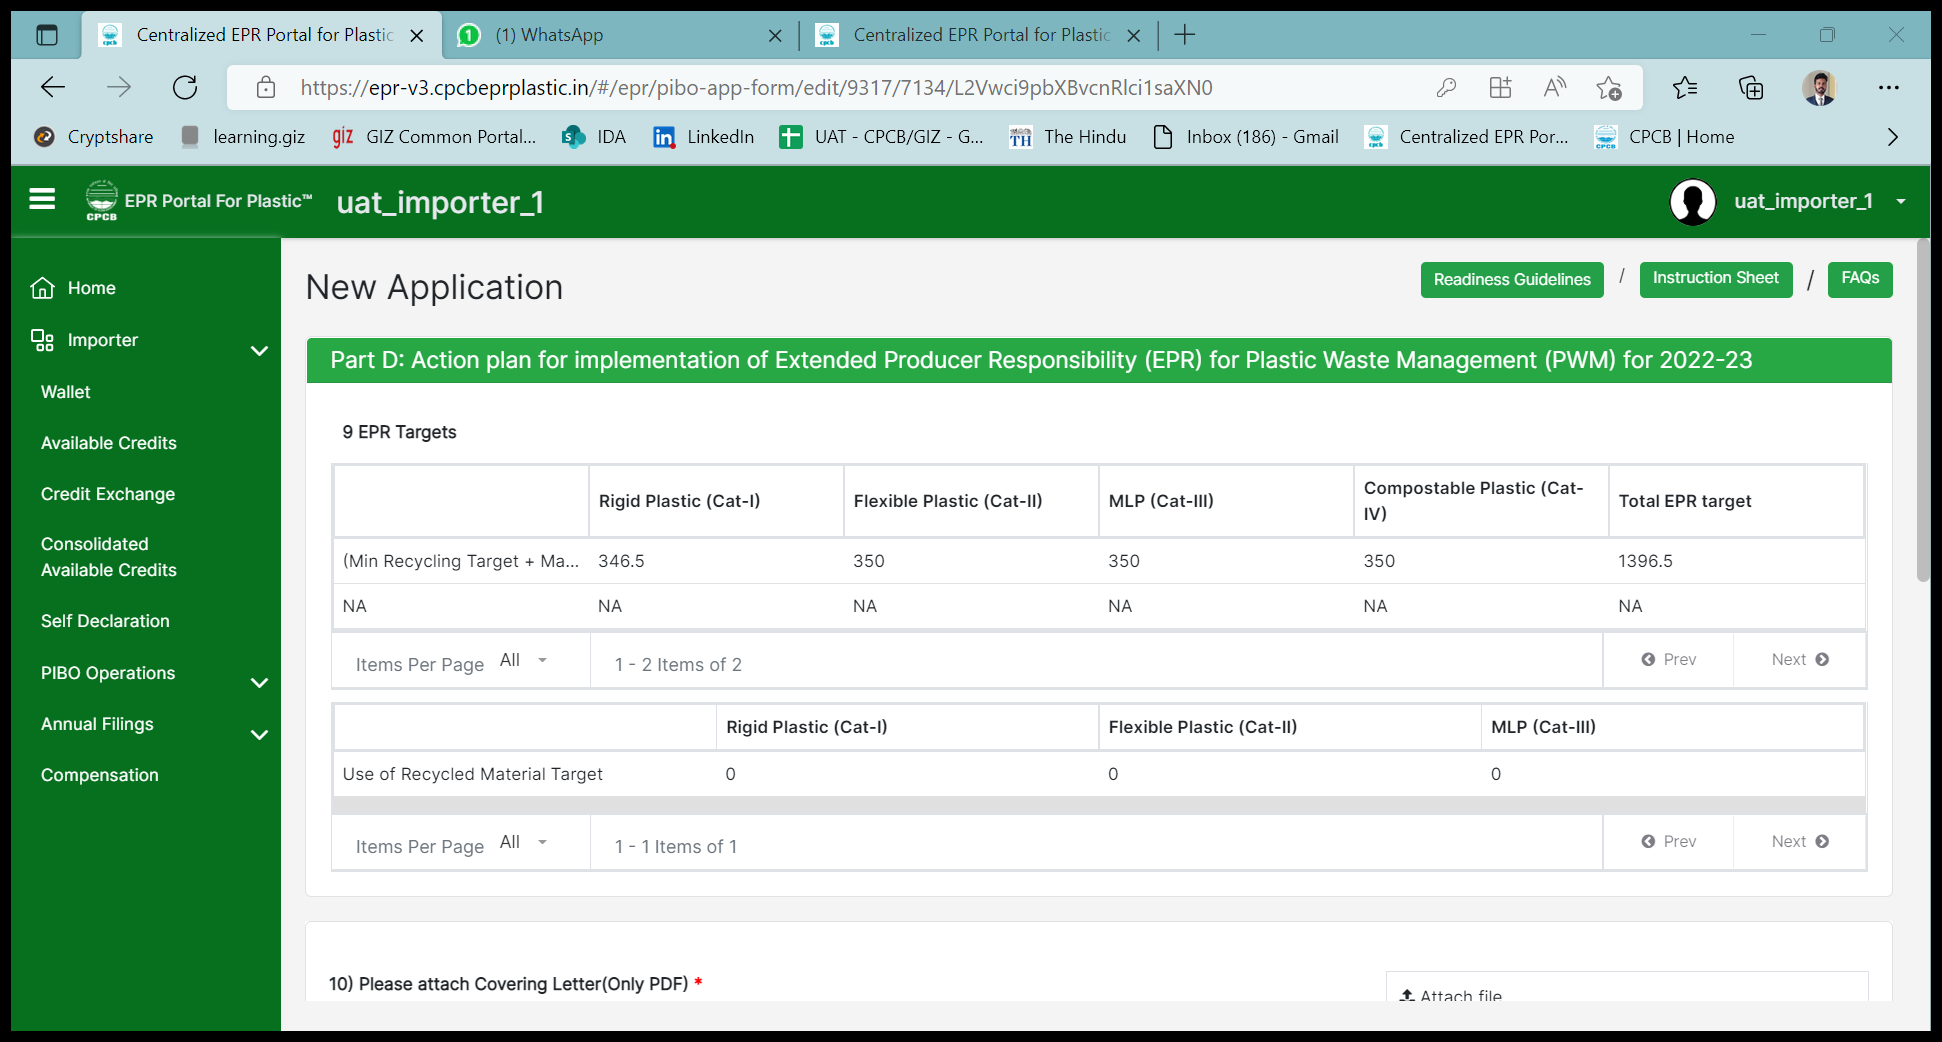 Centralized EPR Portal for Plastic
(1) WhatsApp
Centralized EPR Portal for Plastic
https://epr-v3.cpcbeprplastic.in/#/epr/pibo-app-form/edit/9317/7134/L2Vwci9pbXBvcnRlci1saXN0
Cryptshare
learning.giz
giz GIZ Common Portal...
IDA
LinkedIn
UAT - CPCB/GIZ - G...
TH The Hindu
Inbox (186) - Gmail
Centralized EPR Por...
CPCB | Home
CPCB
EPR Portal For Plastic™
uat_importer_1
uat_importer_1
Home
Importer
Wallet
Available Credits
Credit Exchange
Consolidated
Available Credits
Self Declaration
PIBO Operations
Annual Filings
Compensation
New Application
Readiness Guidelines / Instruction Sheet / FAQs
Part D: Action plan for implementation of Extended Producer Responsibility (EPR) for Plastic Waste Management (PWM) for 2022-23
9 EPR Targets
Rigid Plastic (Cat-I) Flexible Plastic (Cat-II) MLP (Cat-III) Compostable Plastic (Cat-
IV) Total EPR target
(Min Recycling Target + Ma... 346.5 350 350 350 1396.5
NA NA NA NA NA NA
Items Per Page All 1 - 2 Items of 2 Prev Next
Rigid Plastic (Cat-I) Flexible Plastic (Cat-II) MLP (Cat-III)
Use of Recycled Material Target 0 0 0
Items Per Page All 1 - 1 Items of 1 Prev Next
10) Please attach Covering Letter(Only PDF) *
Attach file